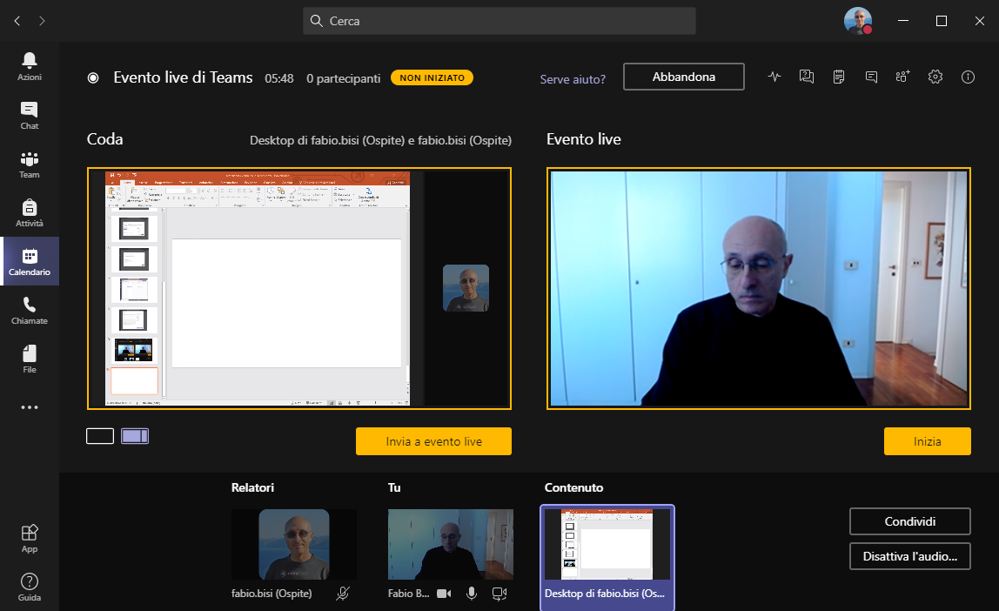 Cerca
Azioni
Chat
Team
Attività
Calendario
Chiamate
File
App
Guida
Evento live di Teams 05:48 0 partecipanti NON INIZIATO
Serve aiuto? Abbandona
Coda Desktop di fabio.bisi (Ospite) e fabio.bisi (Ospite)
Evento live
Invia a evento live
Inizia
Relatori
Tu
Contenuto
fabio.bisi (Ospite)
Fabio B...
Desktop di fabio.bisi (Os...
Condividi
Disattiva l'audio...